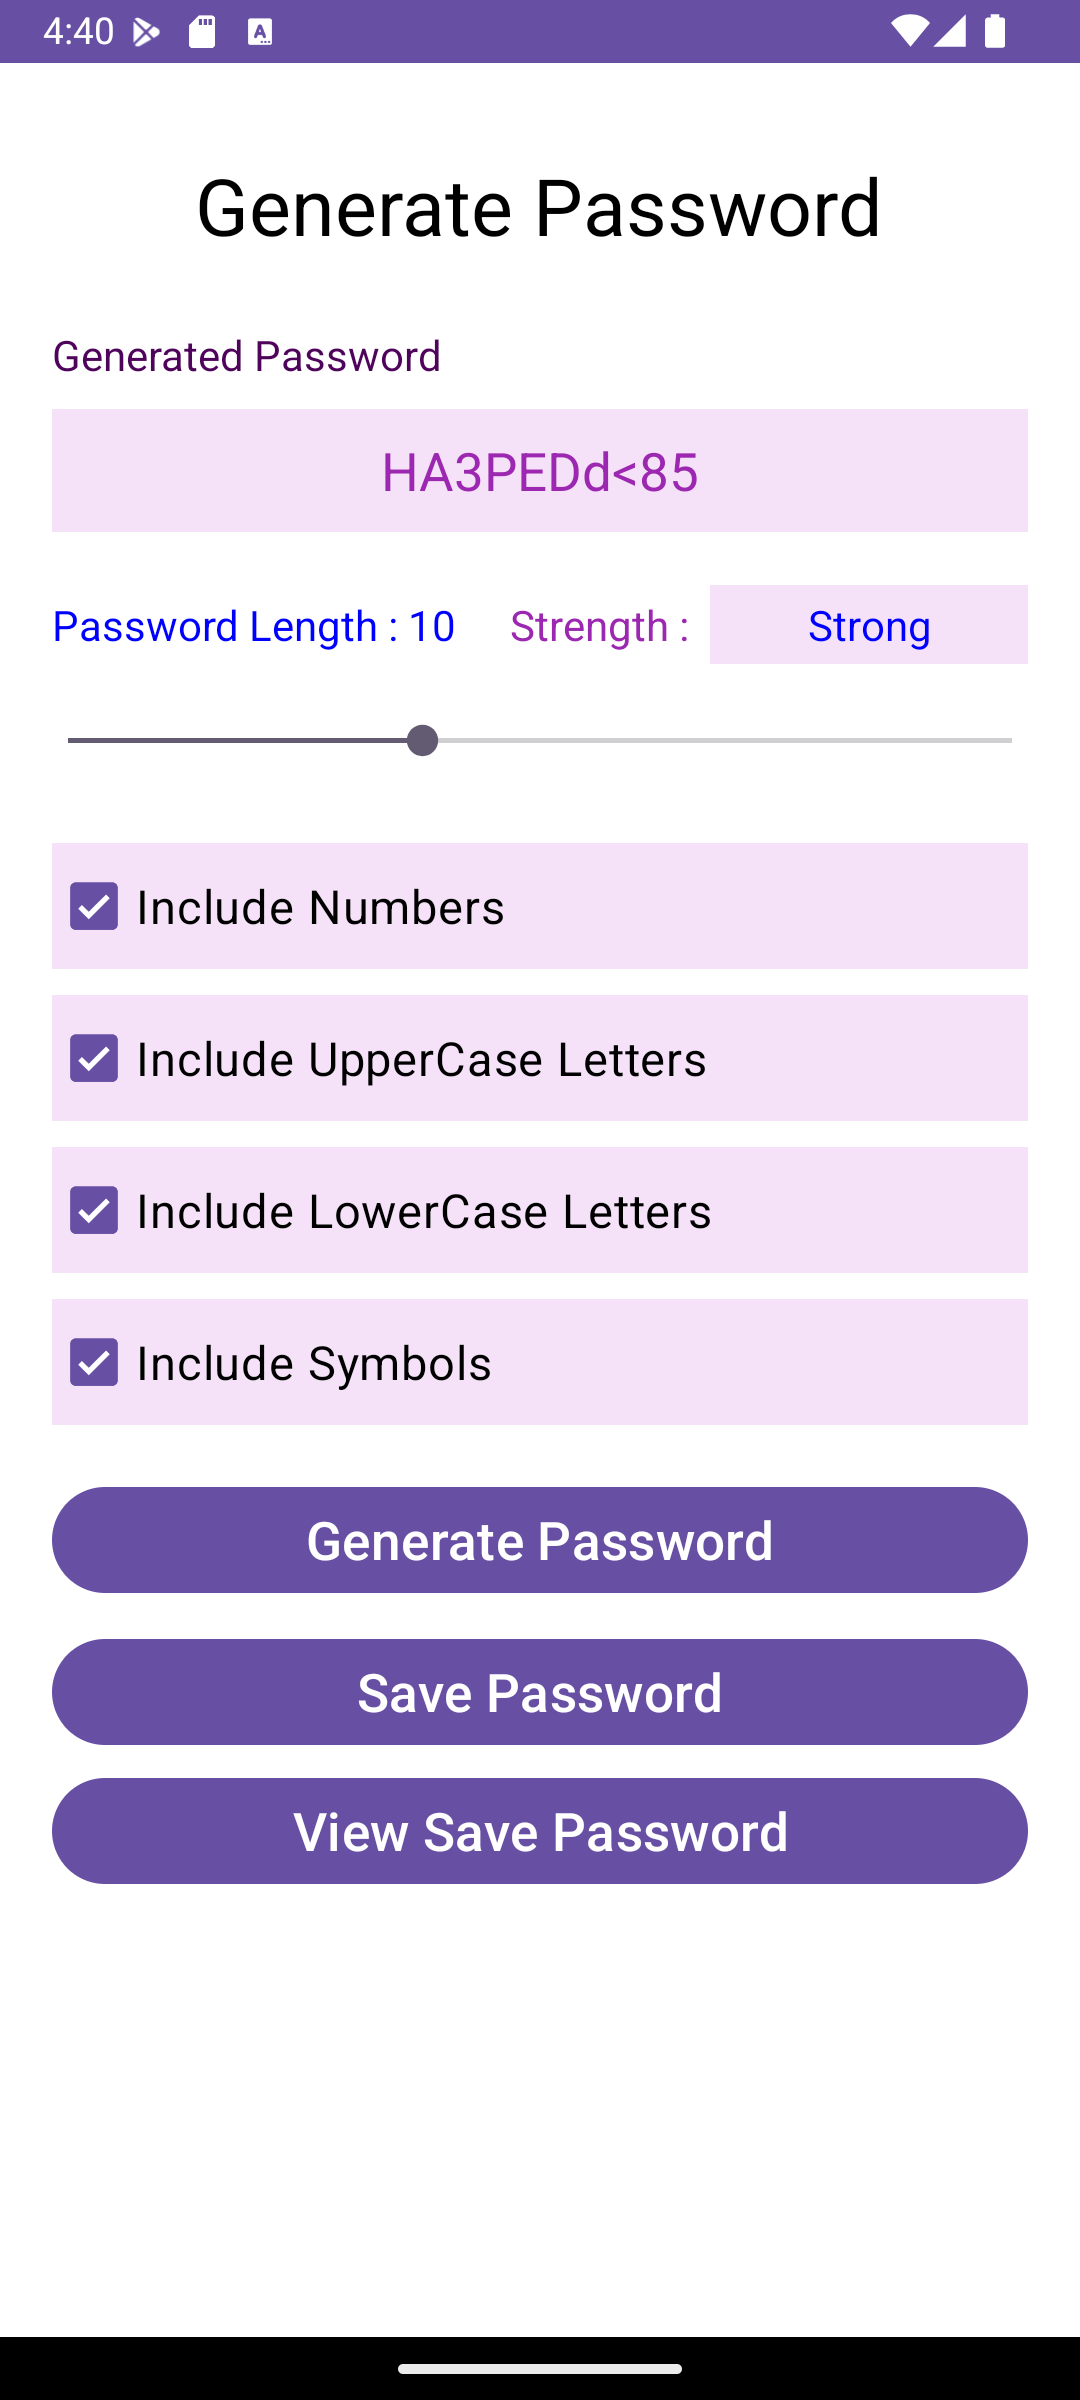 4:40
Generate Password
Generated Password
HA3PEDd<85
Password Length : 10 Strength : Strong
Include Numbers
Include UpperCase Letters
Include LowerCase Letters
Include Symbols
Generate Password
Save Password
View Save Password